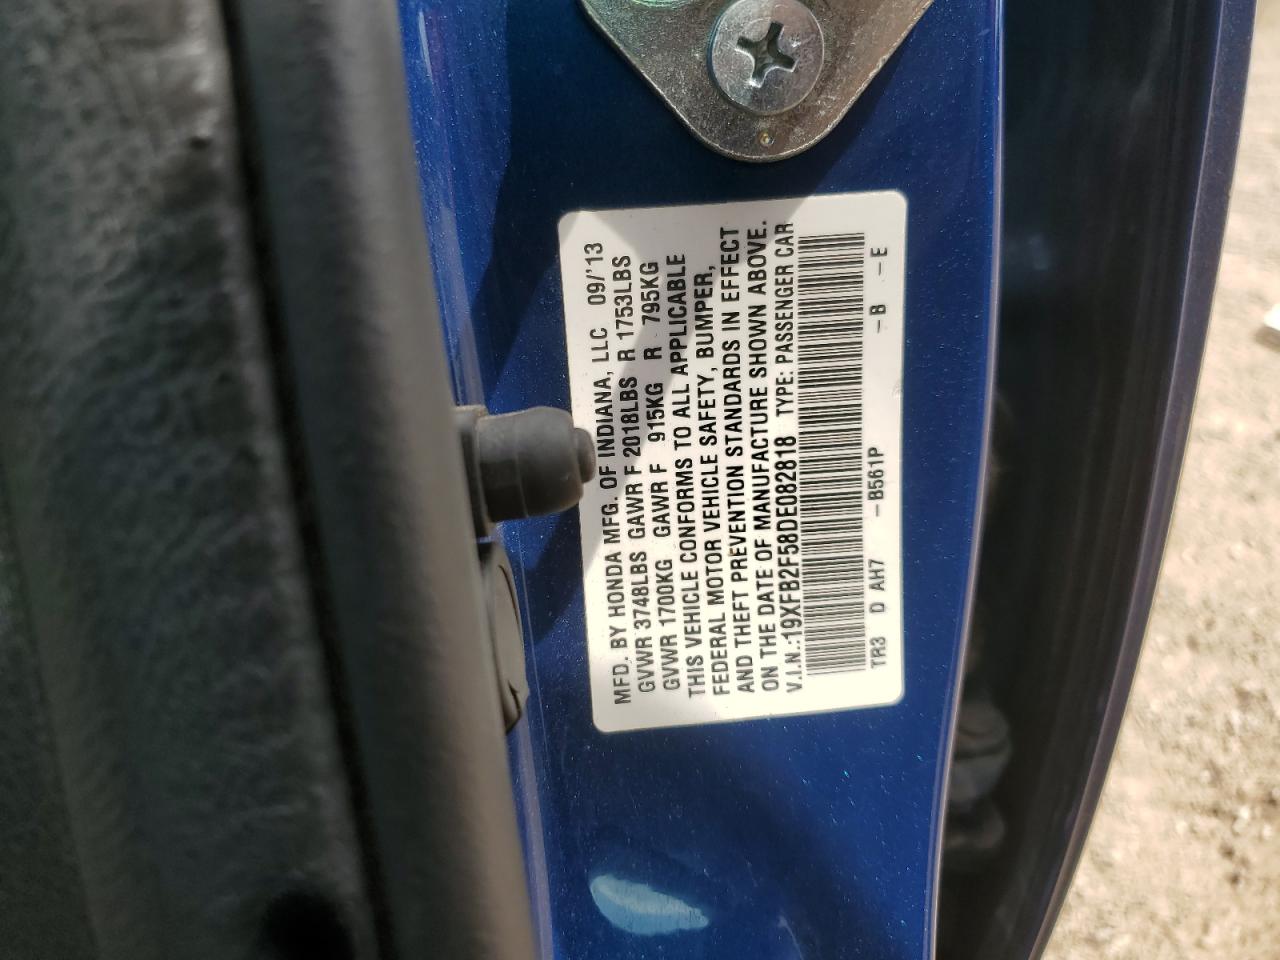 MFD. BY HONDA MFG. OF INDIANA, LLC 09/'13
GVWR 3748LBS GAWR F 2018LBS R 1753LBS
GVWR 1700KG GAWR F 915KG R 795KG
THIS VEHICLE CONFORMS TO ALL APPLICABLE
FEDERAL MOTOR VEHICLE SAFETY, BUMPER,
AND THEFT PREVENTION STANDARDS IN EFFECT
ON THE DATE OF MANUFACTURE SHOWN ABOVE.
V.I.N.:19XFB2F58DE082818 TYPE: PASSENGER CAR
TR3 D AH7 -B561P -B -E